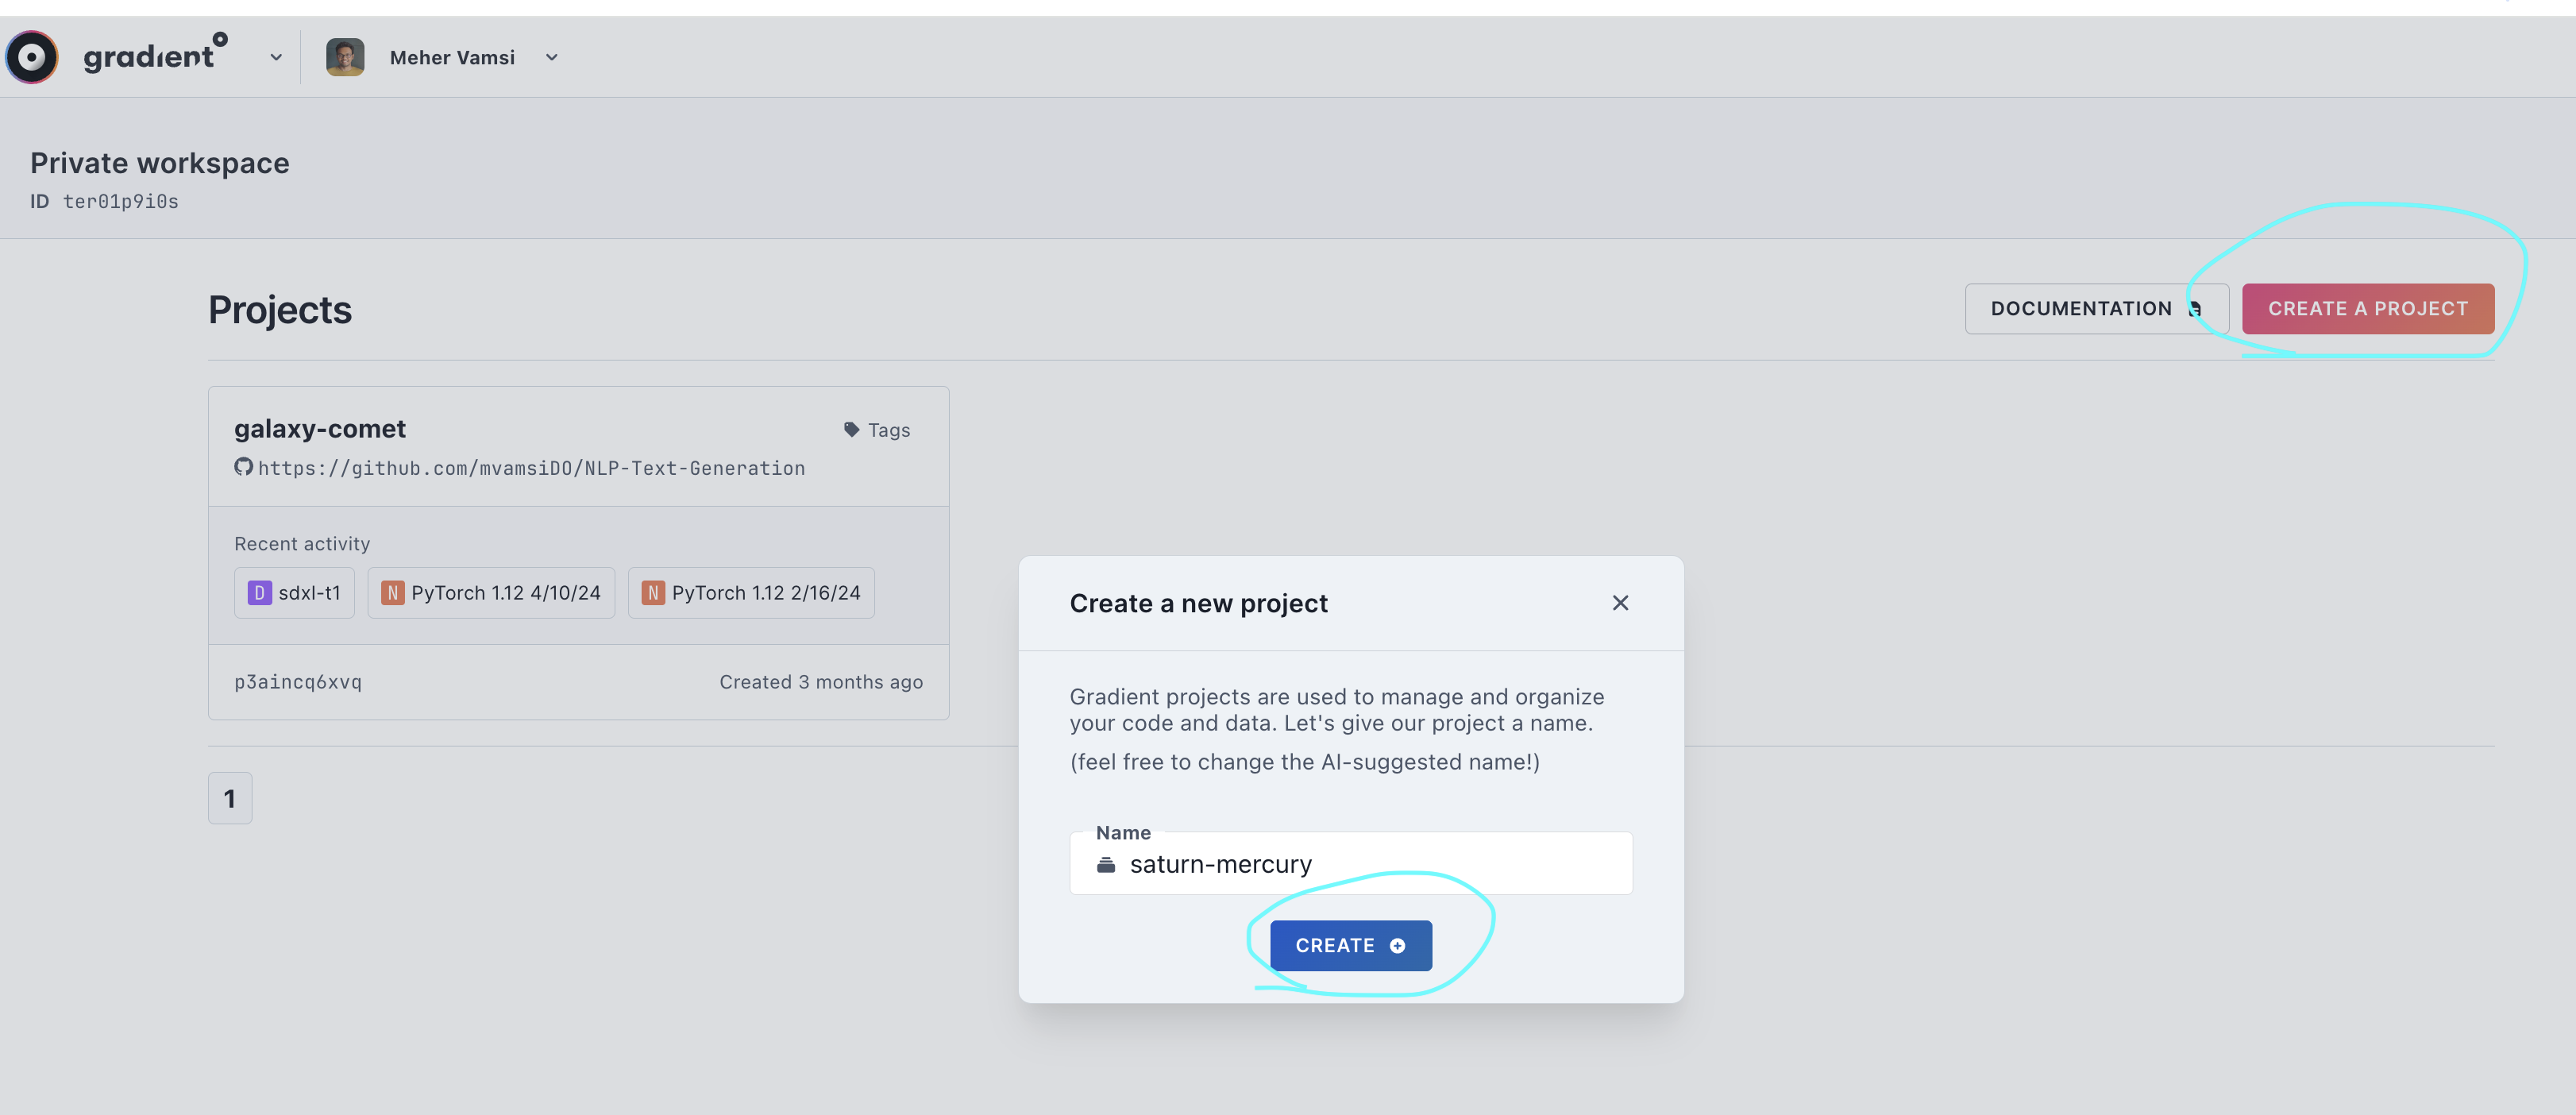 gradient
Meher Vamsi
Private workspace
ID ter01p9i0s
Projects
DOCUMENTATION
CREATE A PROJECT
galaxy-comet
Tags
https://github.com/mvamsiDO/NLP-Text-Generation
Recent activity
D sdxl-t1
N PyTorch 1.12 4/10/24
N PyTorch 1.12 2/16/24
p3aincq6xvq
Created 3 months ago
1
Create a new project
Gradient projects are used to manage and organize
your code and data. Let's give our project a name.
(feel free to change the AI-suggested name!)
Name
saturn-mercury
CREATE